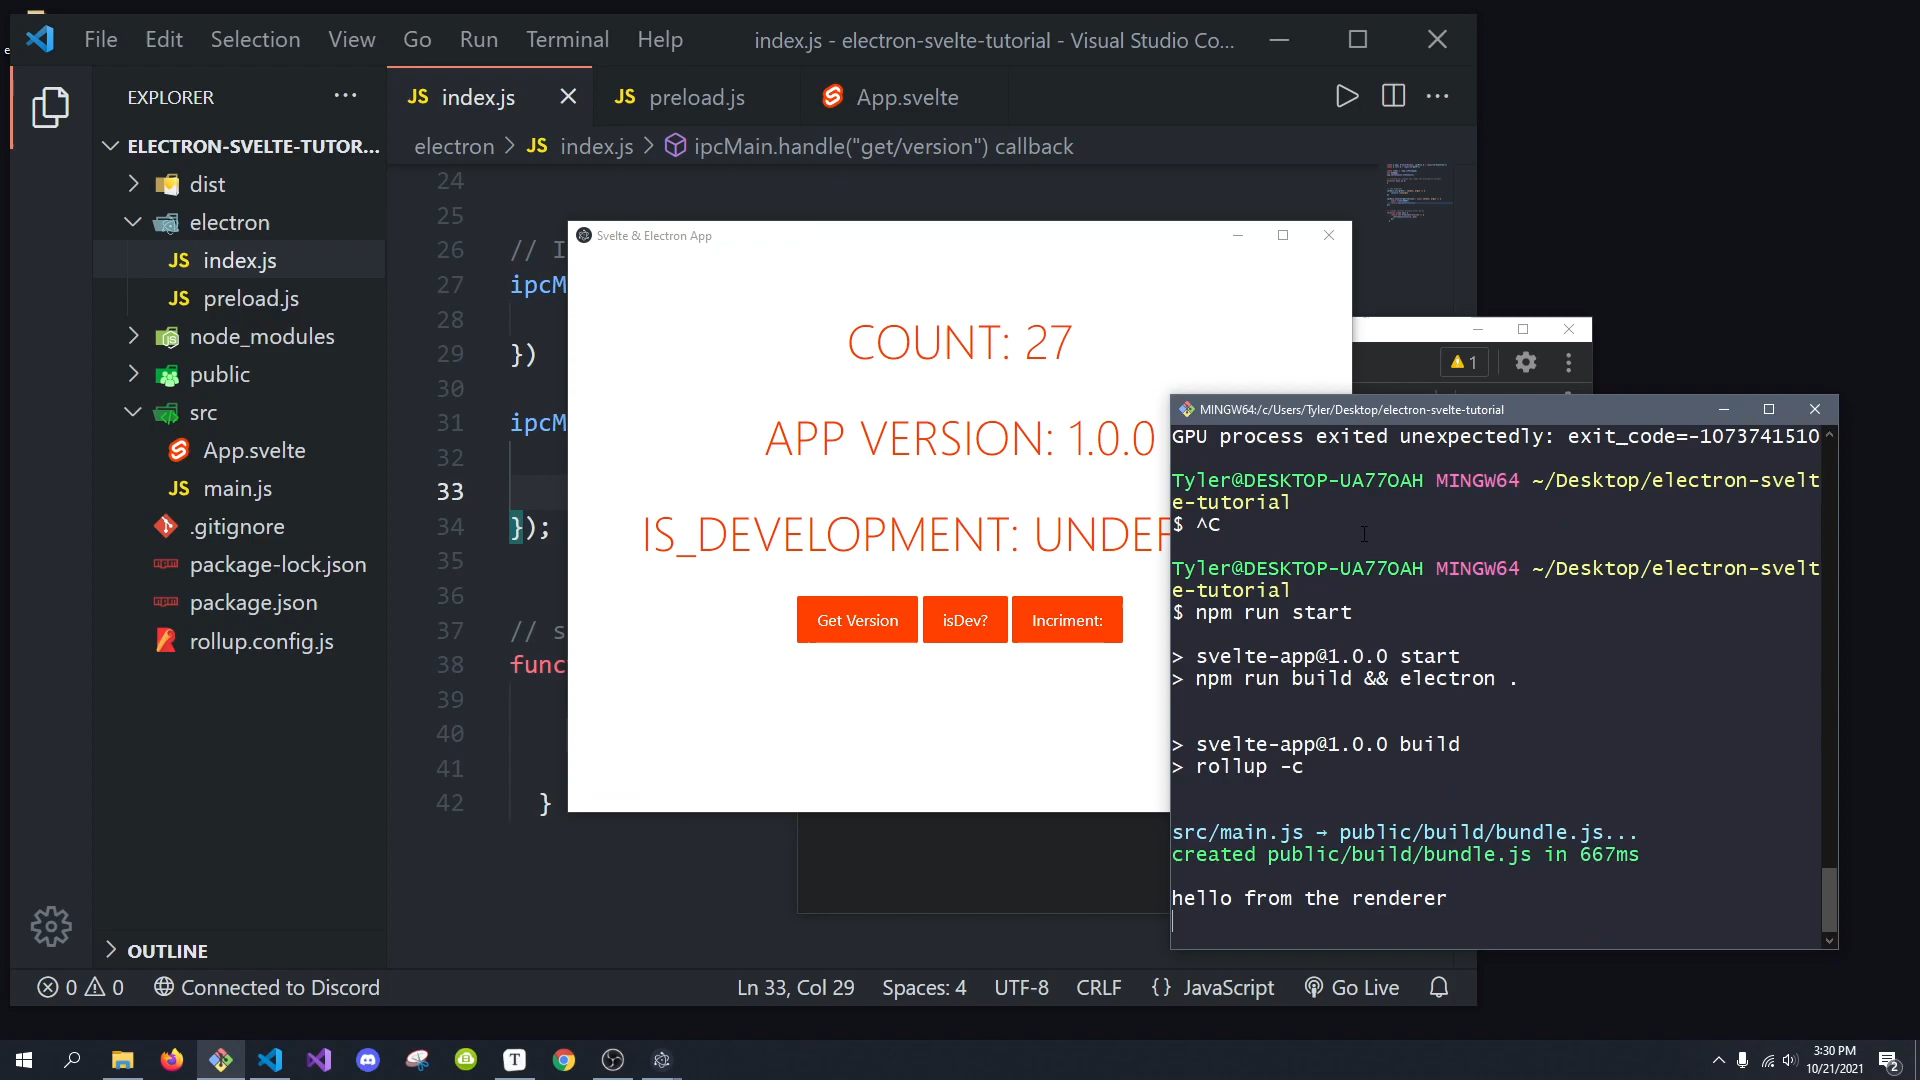 File Edit Selection View Go Run Terminal Help
index.js - electron-svelte-tutorial - Visual Studio Co...
EXPLORER
JS index.js
JS preload.js
App.svelte
ELECTRON-SVELTE-TUTOR...
electron > JS index.js > ipcMain.handle("get/version") callback
dist
electron
JS index.js
JS preload.js
node_modules
public
src
App.svelte
JS main.js
.gitignore
package-lock.json
package.json
rollup.config.js
OUTLINE
24
25
26 // I
27 ipcM
28
29 })
30
31 ipcM
32
33
34 });
35
36
37 // s
38 func
39
40
41
42 }
Svelte & Electron App
COUNT: 27
APP VERSION: 1.0.0
IS_DEVELOPMENT: UNDEF
Get Version
isDev?
Incriment:
1
MINGW64:/c/Users/Tyler/Desktop/electron-svelte-tutorial
GPU process exited unexpectedly: exit_code=-1073741510
Tyler@DESKTOP-UA77OAH MINGW64 ~/Desktop/electron-svelt
e-tutorial
$ ^C
Tyler@DESKTOP-UA77OAH MINGW64 ~/Desktop/electron-svelt
e-tutorial
$ npm run start
> svelte-app@1.0.0 start
> npm run build && electron .
> svelte-app@1.0.0 build
> rollup -c
src/main.js → public/build/bundle.js...
created public/build/bundle.js in 667ms
hello from the renderer
0 0 Connected to Discord
Ln 33, Col 29 Spaces: 4 UTF-8 CRLF {} JavaScript Go Live
T
3:30 PM
10/21/2021
2